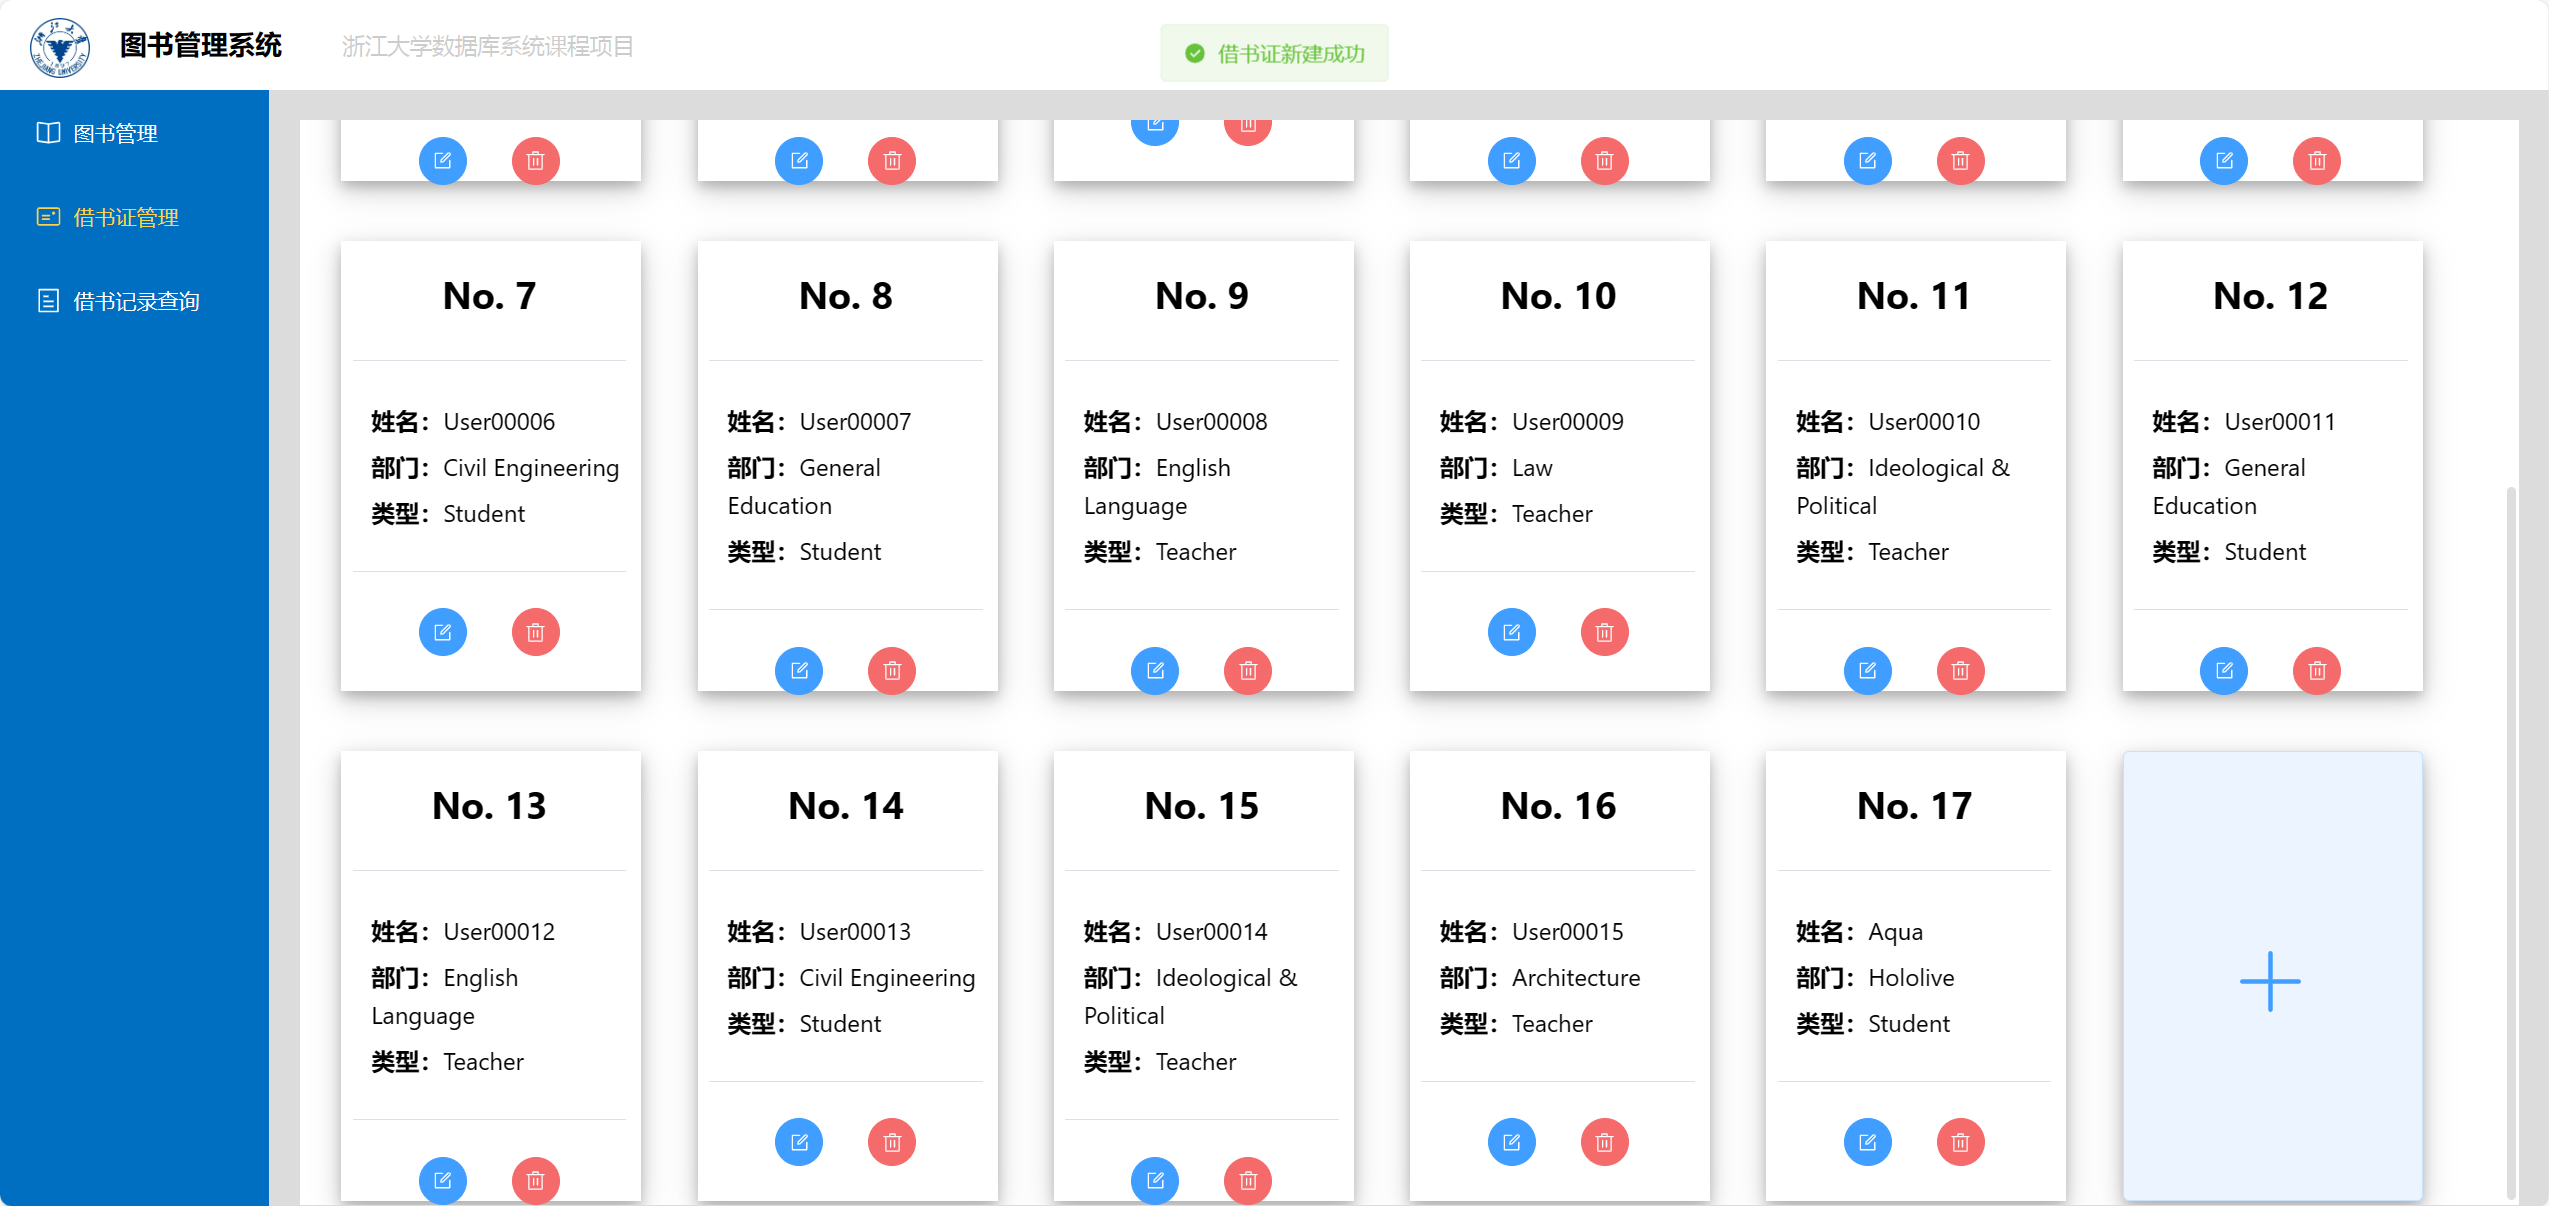 图书管理系统
浙江大学数据库系统课程项目
借书证新建成功
图书管理
借书证管理
借书记录查询
No. 7
姓名：User00006
部门：Civil Engineering
类型：Student
No. 8
姓名：User00007
部门：General
Education
类型：Student
No. 9
姓名：User00008
部门：English
Language
类型：Teacher
No. 10
姓名：User00009
部门：Law
类型：Teacher
No. 11
姓名：User00010
部门：Ideological &
Political
类型：Teacher
No. 12
姓名：User00011
部门：General
Education
类型：Student
No. 13
姓名：User00012
部门：English
Language
类型：Teacher
No. 14
姓名：User00013
部门：Civil Engineering
类型：Student
No. 15
姓名：User00014
部门：Ideological &
Political
类型：Teacher
No. 16
姓名：User00015
部门：Architecture
类型：Teacher
No. 17
姓名：Aqua
部门：Hololive
类型：Student